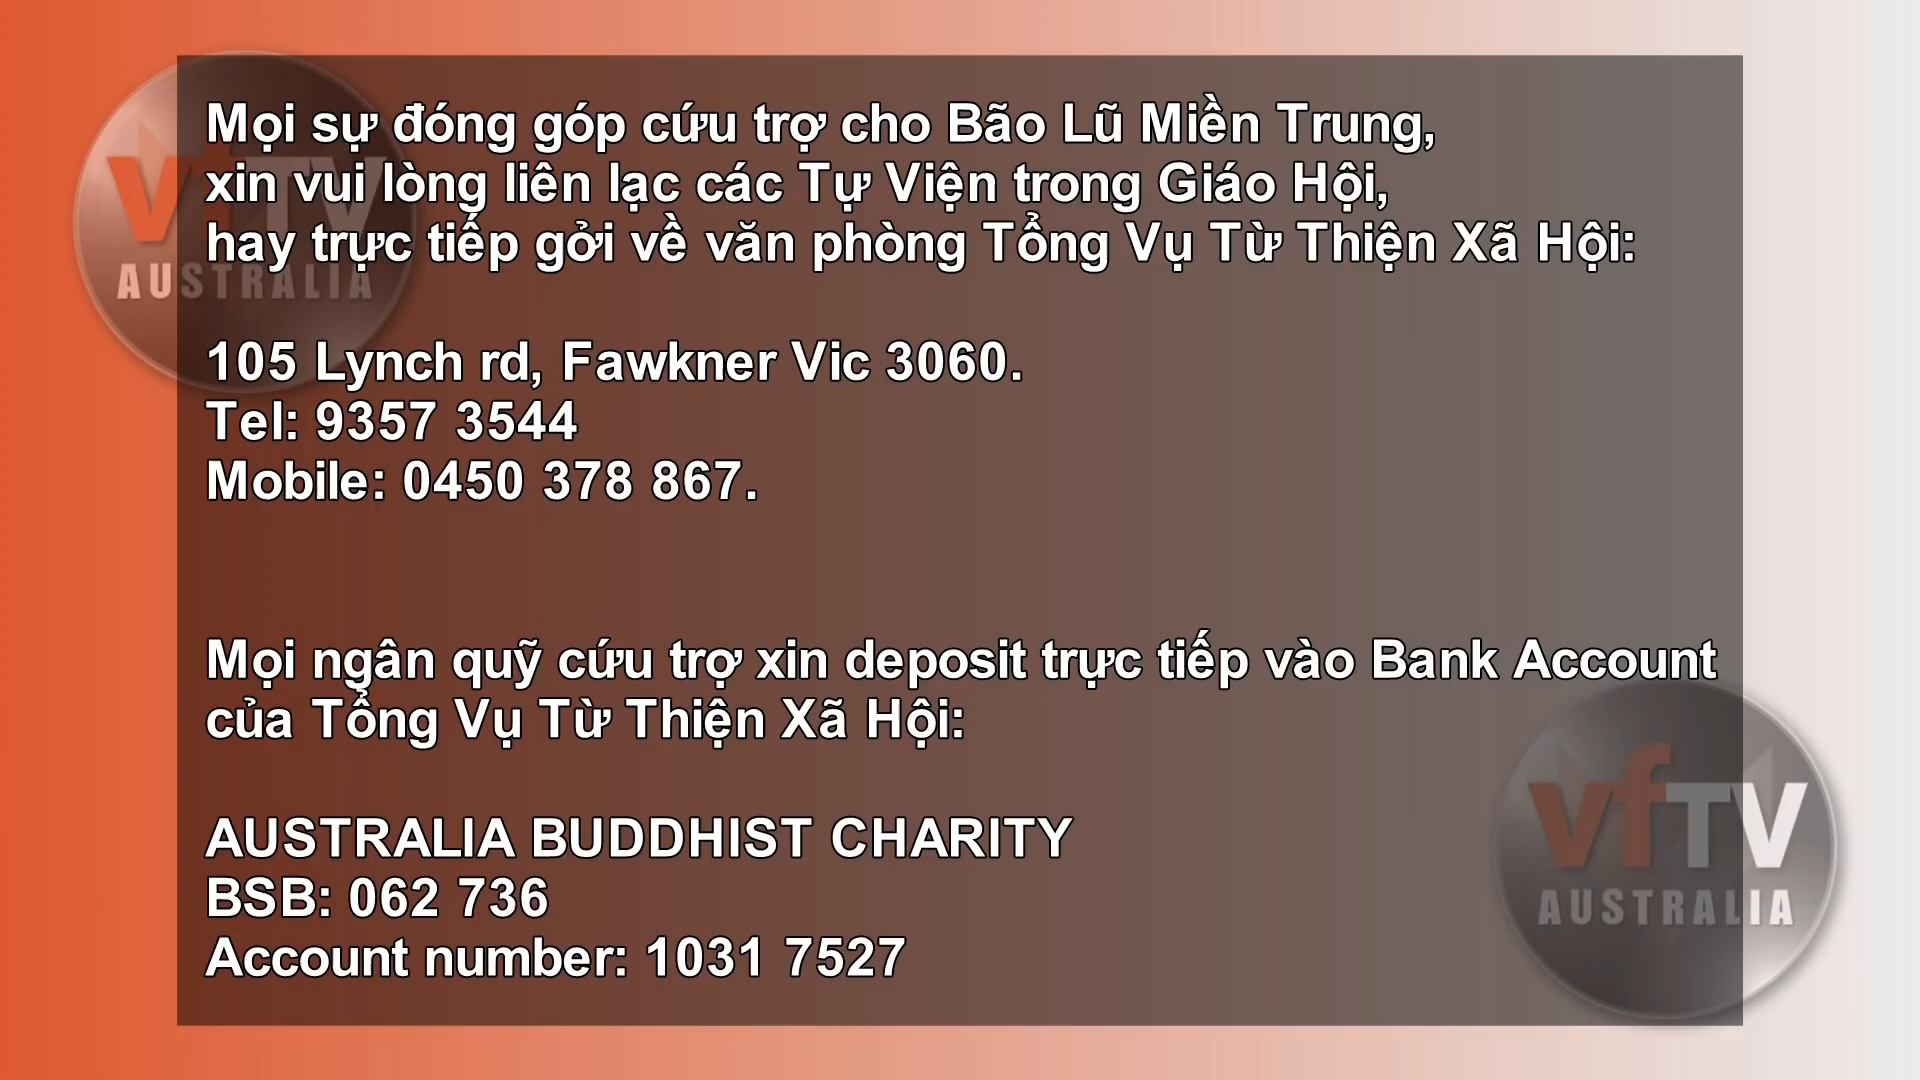 Mọi sự đóng góp cứu trợ cho Bão Lũ Miền Trung,
xin vui lòng liên lạc các Tự Viện trong Giáo Hội,
hay trực tiếp gởi về văn phòng Tổng Vụ Từ Thiện Xã Hội:
105 Lynch rd, Fawkner Vic 3060.
Tel: 9357 3544
Mobile: 0450 378 867.
Mọi ngân quỹ cứu trợ xin deposit trực tiếp vào Bank Account
của Tổng Vụ Từ Thiện Xã Hội:
AUSTRALIA BUDDHIST CHARITY
BSB: 062 736
Account number: 1031 7527
vfTV
AUSTRALIA
vfTV
AUSTRALIA